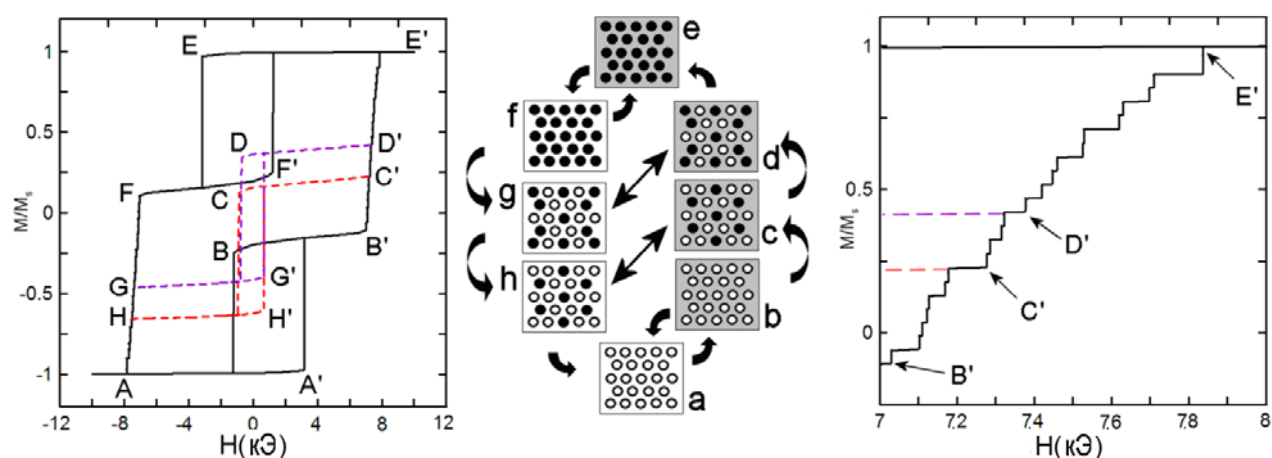 E
E'
1
0.5
0
-0.5
-1
M/Mₛ
D
D'
F'
C
C'
F
B
B'
G
G'
H
H'
A
A'
-12
-8
-4
0
4
8
12
H(кЭ)
e
f
d
g
c
h
b
a
1
0.5
0
M/Mₛ
E'
D'
C'
B'
7
7.2
7.4
7.6
7.8
8
H(кЭ)